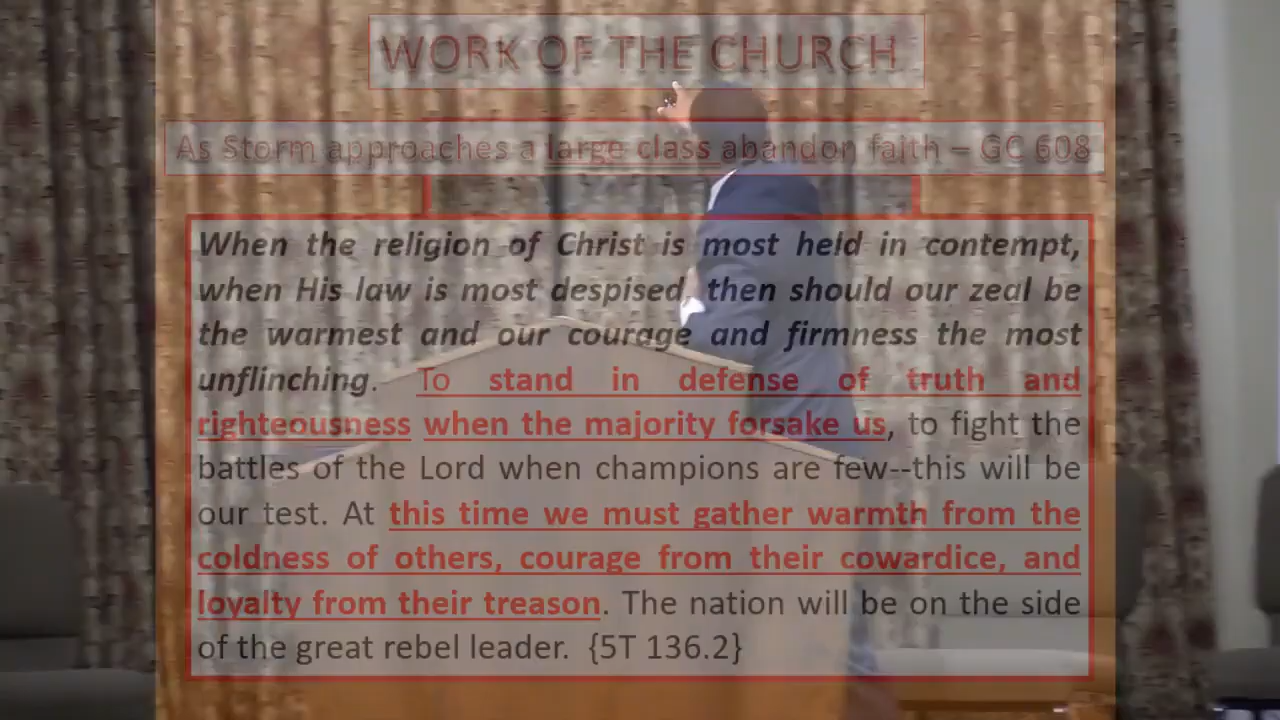 WORK OF THE CHURCH
As Storm approaches a large class abandon faith – GC 608
When the religion of Christ is most held in contempt,
when His law is most despised, then should our zeal be
the warmest and our courage and firmness the most
unflinching. To stand in defense of truth and
righteousness when the majority forsake us, to fight the
battles of the Lord when champions are few--this will be
our test. At this time we must gather warmth from the
coldness of others, courage from their cowardice, and
loyalty from their treason. The nation will be on the side
of the great rebel leader. {5T 136.2}